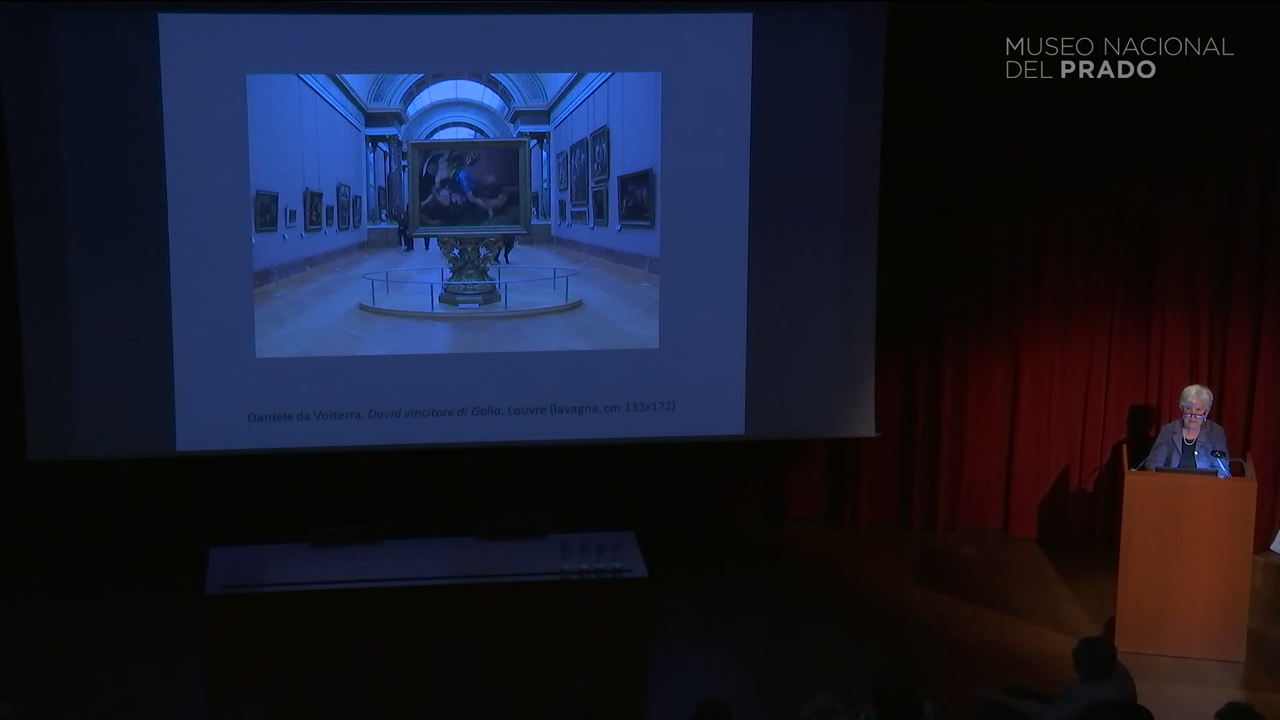 MUSEO NACIONAL
DEL PRADO
Daniele da Volterra, David vincitore di Golia, Louvre (lavagna, cm 133x172)